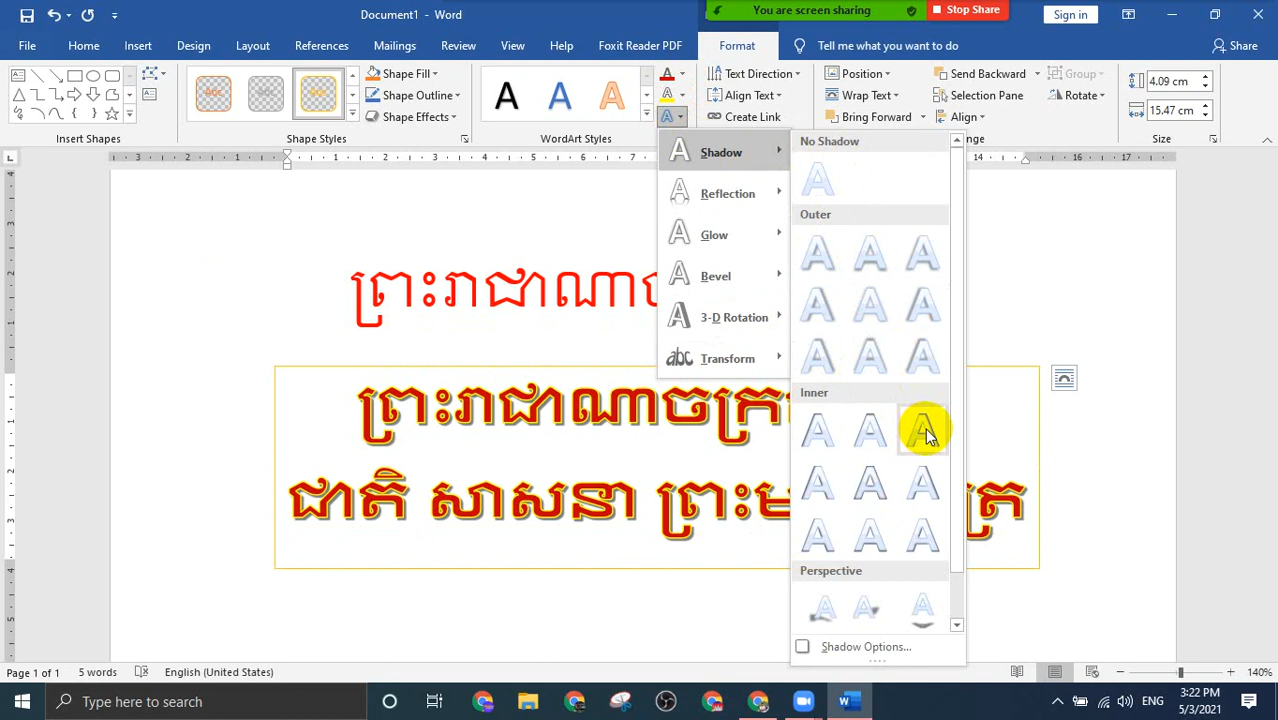 Document1 - Word
You are screen sharing
Stop Share
Sign in
File Home Insert Design Layout References Mailings Review View Help Foxit Reader PDF Format Tell me what you want to do Share
Shape Fill
Shape Outline
Shape Effects
Abc Abc Abc
A A A
Text Direction
Align Text
Create Link
Position
Wrap Text
Bring Forward
Send Backward
Selection Pane
Align
Group
Rotate
4.09 cm
15.47 cm
Insert Shapes Shape Styles WordArt Styles Size
Shadow
Reflection
Glow
Bevel
3-D Rotation
Transform
No Shadow
Outer
Inner
Perspective
Shadow Options...
ព្រះរាជាណាច
ព្រះរាជាណាចក្រ
ជាតិ សាសនា ព្រះម
Page 1 of 1 5 words English (United States) 140%
Type here to search
ENG
3:22 PM
5/3/2021